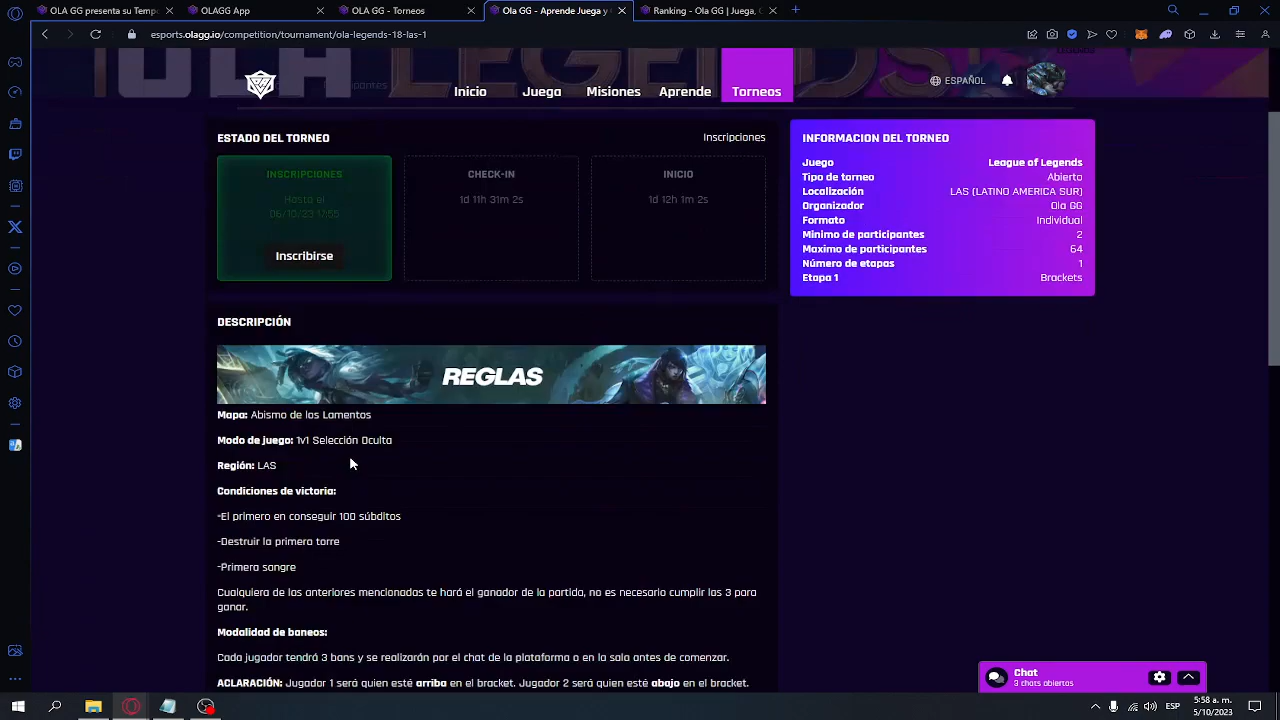 OLA GG presenta su Temp
OLAGG App
OLA GG - Torneos
Ola GG - Aprende Juega y
Ranking - Ola GG | Juega,
esports.olagg.io/competition/tournament/ola-legends-18-las-1
OLA LEGENDS
Inicio
Juega
Misiones
Aprende
Torneos
ESPAÑOL
ESTADO DEL TORNEO
Inscripciones
INSCRIPCIONES
Hasta el
06/10/23 17:55
Inscribirse
CHECK-IN
1d 11h 31m 2s
INICIO
1d 12h 1m 2s
INFORMACION DEL TORNEO
Juego League of Legends
Tipo de torneo Abierto
Localización LAS (LATINO AMERICA SUR)
Organizador Ola GG
Formato Individual
Mínimo de participantes 2
Maximo de participantes 64
Número de etapas 1
Etapa 1 Brackets
DESCRIPCIÓN
REGLAS
Mapa: Abismo de los Lamentos
Modo de juego: 1v1 Selección Oculta
Región: LAS
Condiciones de victoria:
-El primero en conseguir 100 súbditos
-Destruir la primera torre
-Primera sangre
Cualquiera de las anteriores mencionadas te hará el ganador de la partida, no es necesario cumplir las 3 para
ganar.
Modalidad de baneos:
Cada jugador tendrá 3 bans y se realizarán por el chat de la plataforma o en la sala antes de comenzar.
ACLARACIÓN: Jugador 1 será quien esté arriba en el bracket. Jugador 2 será quien esté abajo en el bracket.
Chat
3 chats abiertos
ESP
5:58 a. m.
5/10/2023